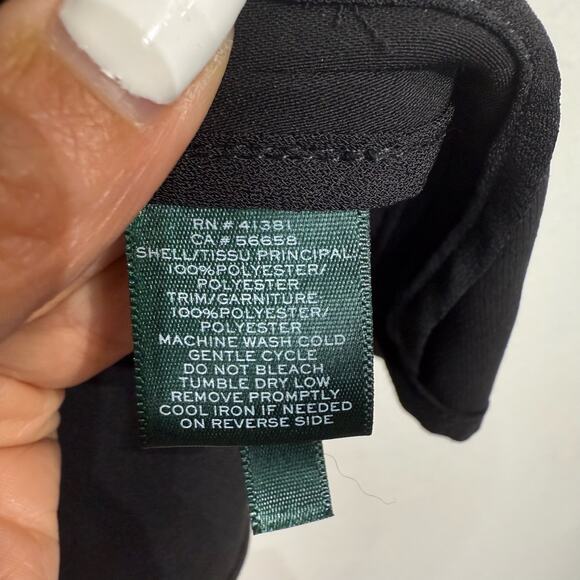 RN # 41381
CA # 56658
SHELL/TISSU PRINCIPAL:
100%POLYESTER/
POLYESTER
TRIM/GARNITURE
100%POLYESTER/
POLYESTER
MACHINE WASH COLD
GENTLE CYCLE
DO NOT BLEACH
TUMBLE DRY LOW
REMOVE PROMPTLY
COOL IRON IF NEEDED
ON REVERSE SIDE